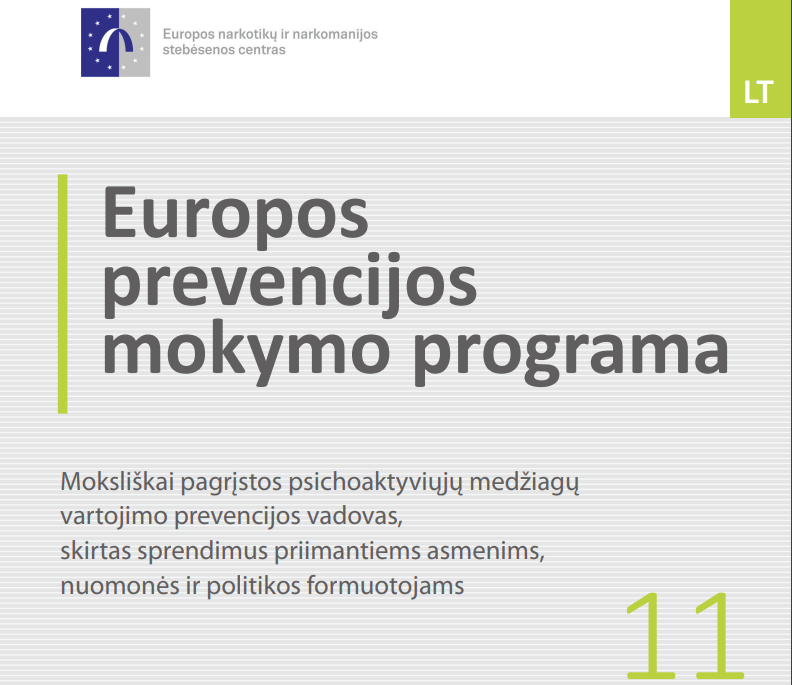 Europos narkotikų ir narkomanijos
stebėsenos centras
LT
Europos
prevencijos
mokymo programa
Moksliškai pagrįstos psichoaktyviųjų medžiagų
vartojimo prevencijos vadovas,
skirtas sprendimus priimantiems asmenims,
nuomonės ir politikos formuotojams
11